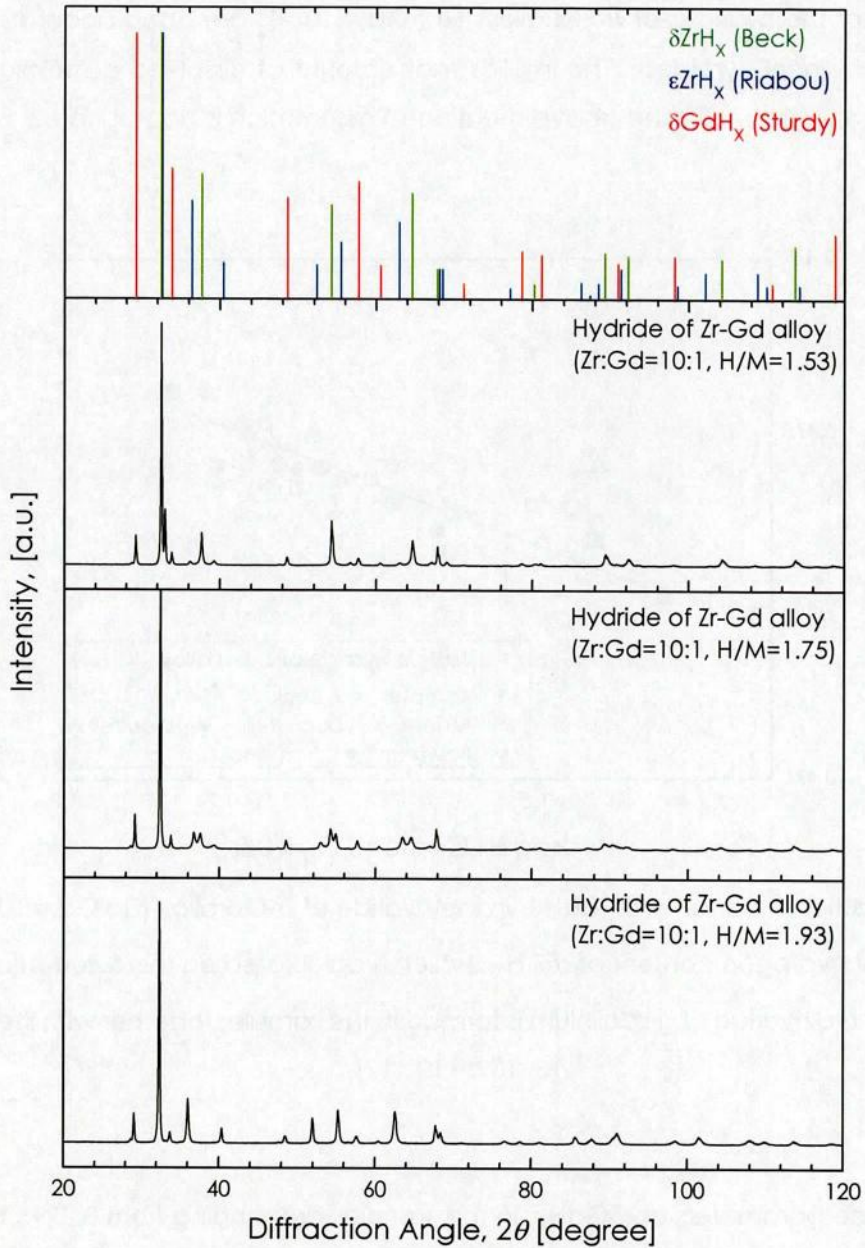 δZrHX (Beck)
εZrHX (Riabou)
δGdHX (Sturdy)
Hydride of Zr-Gd alloy
(Zr:Gd=10:1, H/M=1.53)
Hydride of Zr-Gd alloy
(Zr:Gd=10:1, H/M=1.75)
Hydride of Zr-Gd alloy
(Zr:Gd=10:1, H/M=1.93)
Intensity, [a.u.]
20 40 60 80 100 120
Diffraction Angle, 2θ [degree]